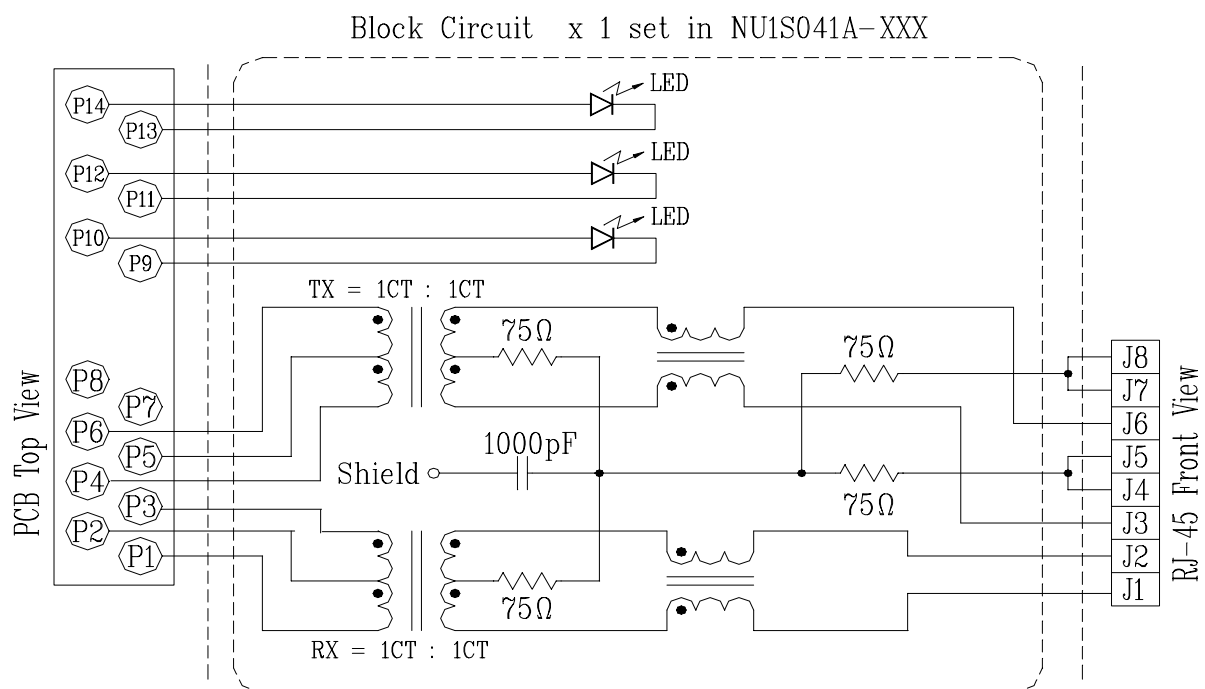 Block Circuit x 1 set in NU1S041A-XXX
P14
LED
P13
P12
LED
P11
P10
LED
P9
TX = 1CT : 1CT
75Ω
75Ω
P8
P7
P6
P5
P4
P3
P2
P1
PCB Top View
1000pF
Shield
75Ω
75Ω
RX = 1CT : 1CT
J8
J7
J6
J5
J4
J3
J2
J1
RJ-45 Front View